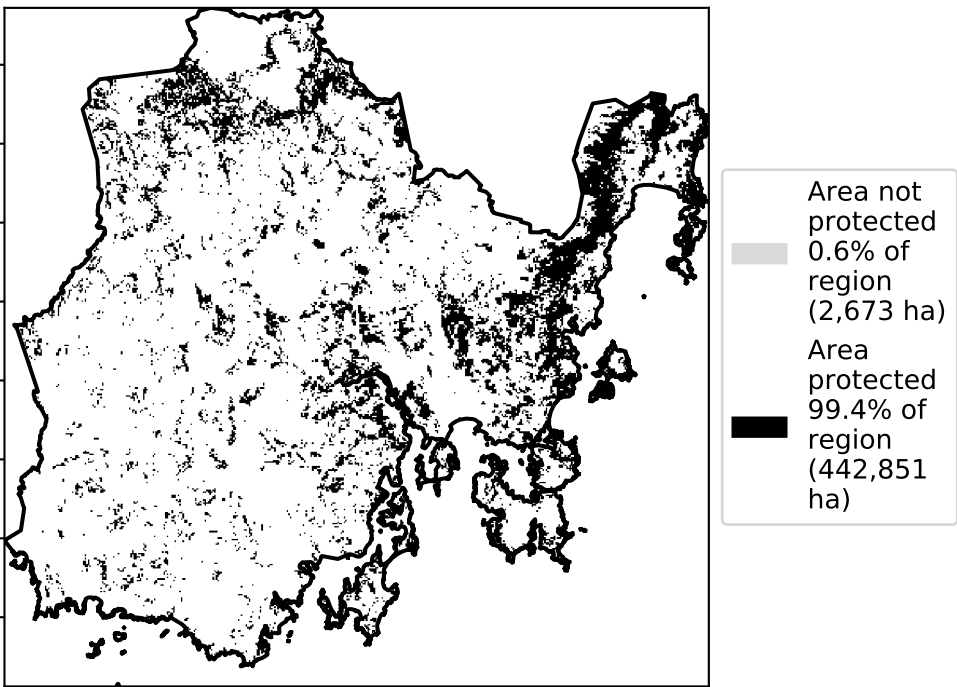 Area not
protected
0.6% of
region
(2,673 ha)
Area
protected
99.4% of
region
(442,851
ha)